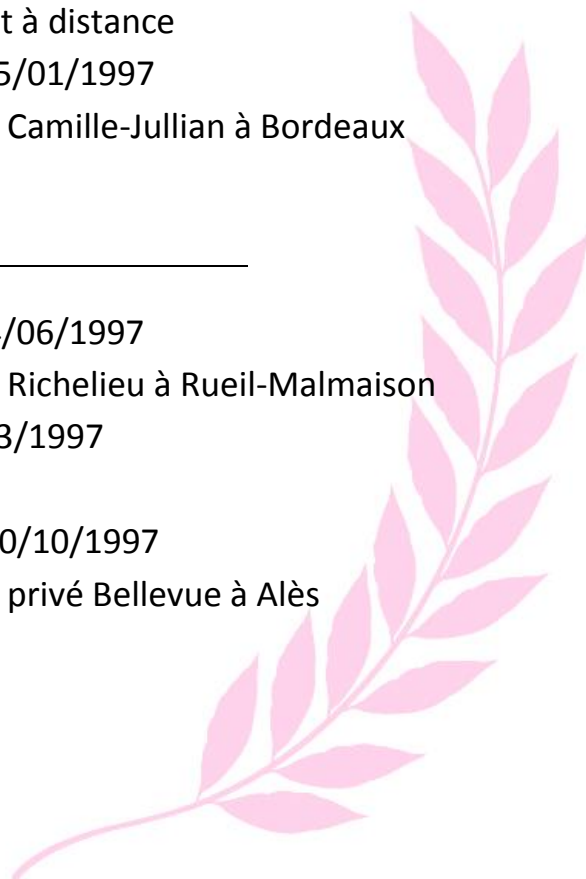 t à distance
5/01/1997
Camille-Jullian à Bordeaux
/06/1997
Richelieu à Rueil-Malmaison
3/1997
0/10/1997
privé Bellevue à Alès